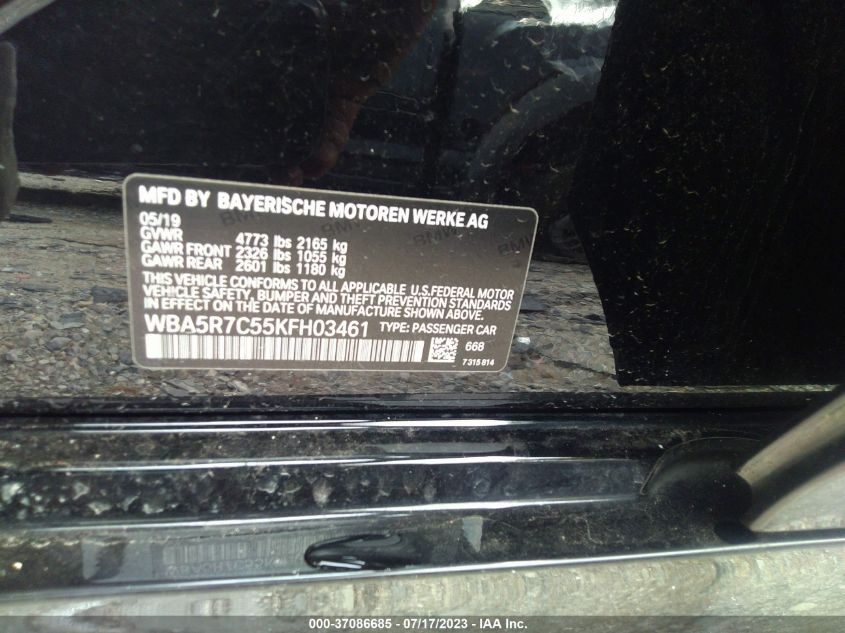 MFD BY BAYERISCHE MOTOREN WERKE AG
05/19
GVWR 4773 lbs 2165 kg
GAWR FRONT 2326 lbs 1055 kg
GAWR REAR 2601 lbs 1180 kg
THIS VEHICLE CONFORMS TO ALL APPLICABLE U.S.FEDERAL MOTOR
VEHICLE SAFETY, BUMPER AND THEFT PREVENTION STANDARDS
IN EFFECT ON THE DATE OF MANUFACTURE SHOWN ABOVE.
WBA5R7C55KFH03461 TYPE: PASSENGER CAR
668
7 315 814
000-37086685 - 07/17/2023 - IAA Inc.